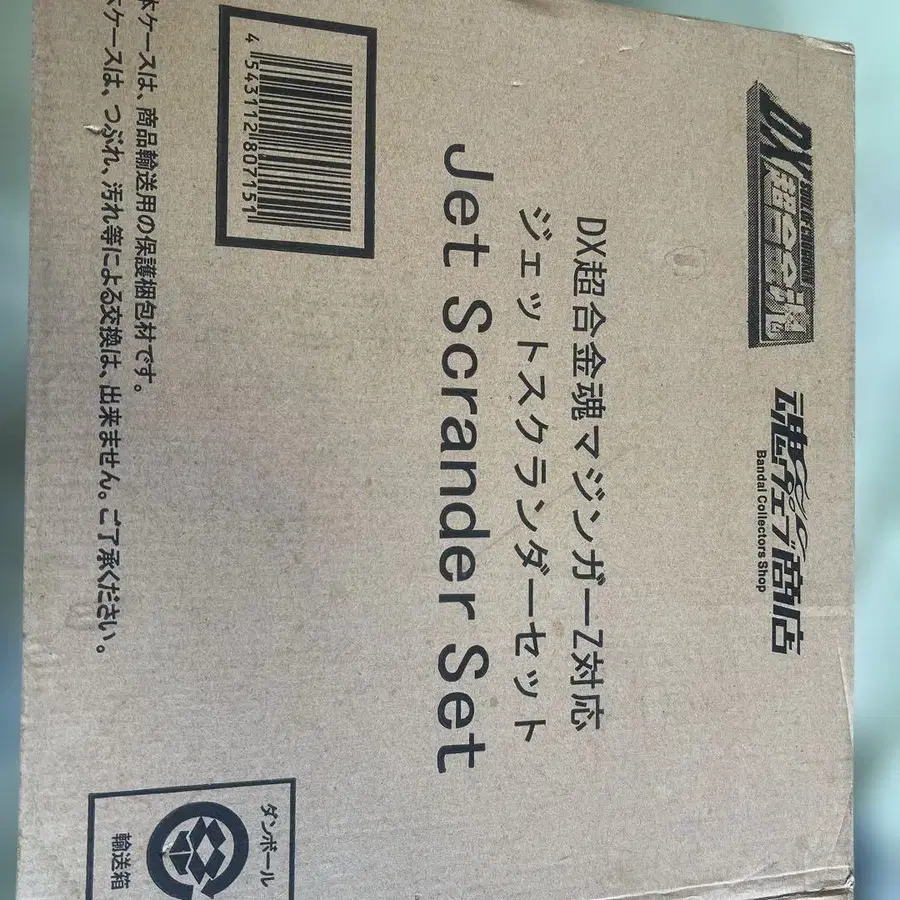 DX超合金魂
SOUL OF CHOGOKIN
魂ウェブ商店
Bandai Collectors Shop
DX超合金魂マジンガーZ対応
ジェットスクランダーセット
Jet Scrander Set
4 543112 807151
本ケースは、商品輸送用の保護梱包材です。
本ケースは、つぶれ、汚れ等による交換は、出来ません。ご了承ください。
ダンボール
輸送箱